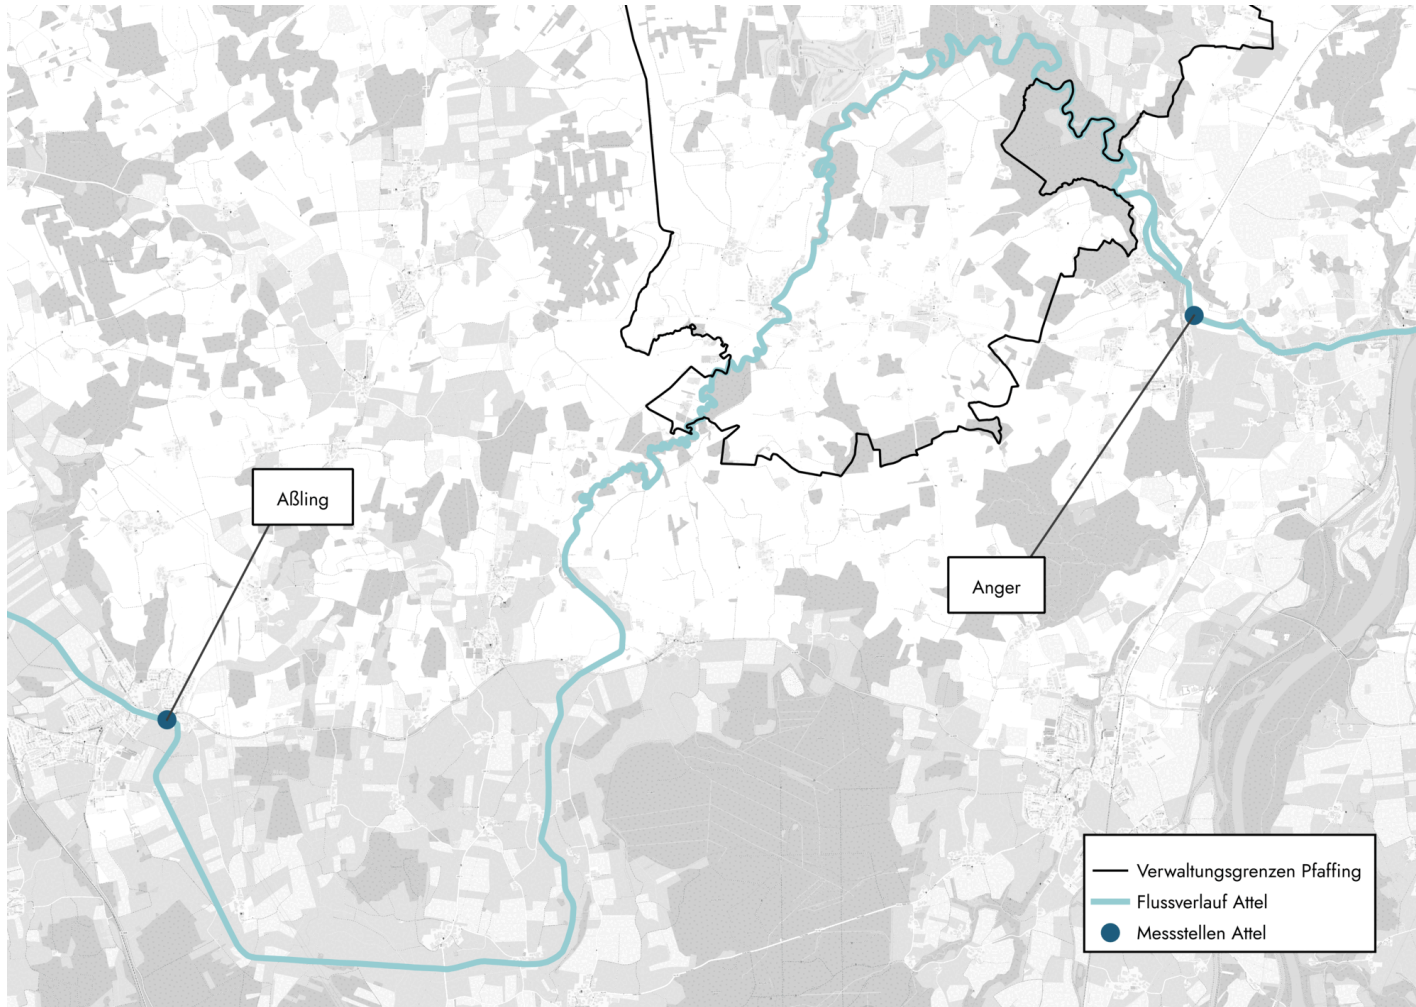 Aßling
Anger
Verwaltungsgrenzen Pfaffing
Flussverlauf Attel
Messstellen Attel